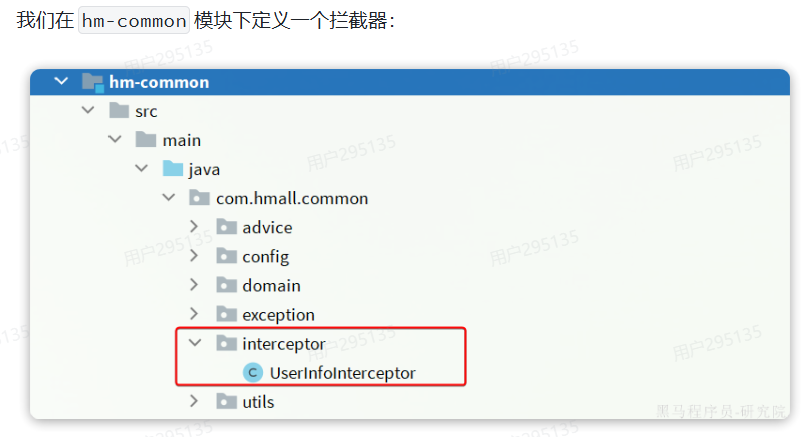 我们在 hm-common 模块下定义一个拦截器：
用户295135 用户295135
hm-common
src
main
java
com.hmall.common
advice
config
domain
exception
interceptor
UserInfoInterceptor
utils
用户295135 用户295135
用户295135 用户295135
用户295135 用户295135
黑马程序员-研究院